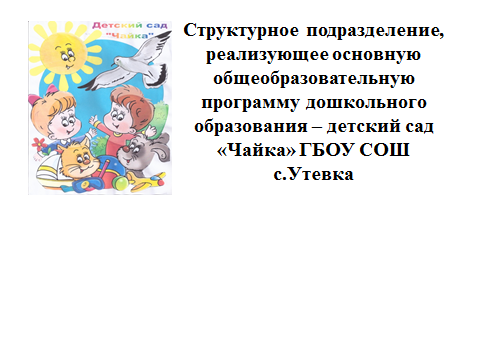 Детский сад
"Чайка"
Структурное подразделение,
реализующее основную
общеобразовательную
программу дошкольного
образования – детский сад
«Чайка» ГБОУ СОШ
с.Утевка